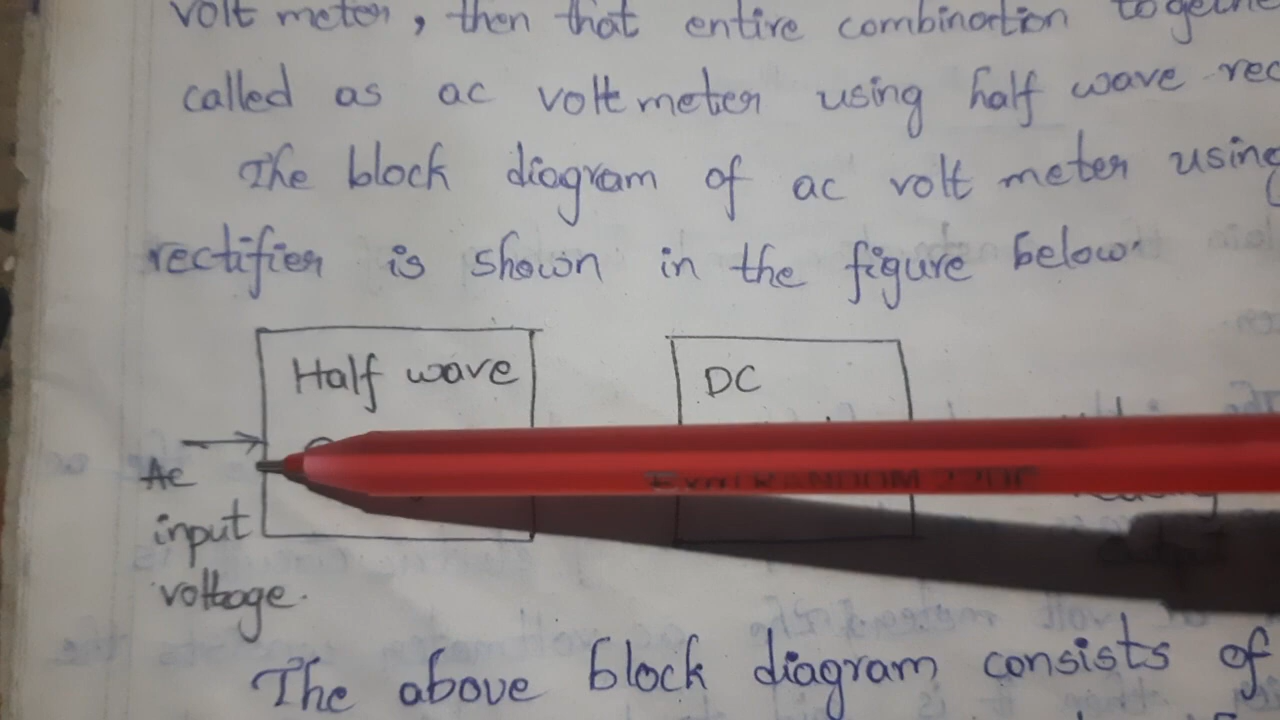 volt meter, then that entire combination
called as ac volt meter using half wave
The block diagram of ac volt meter using
rectifier is shown in the figure below.
Half wave
DC
Ac
input
voltage.
The above block diagram consists of